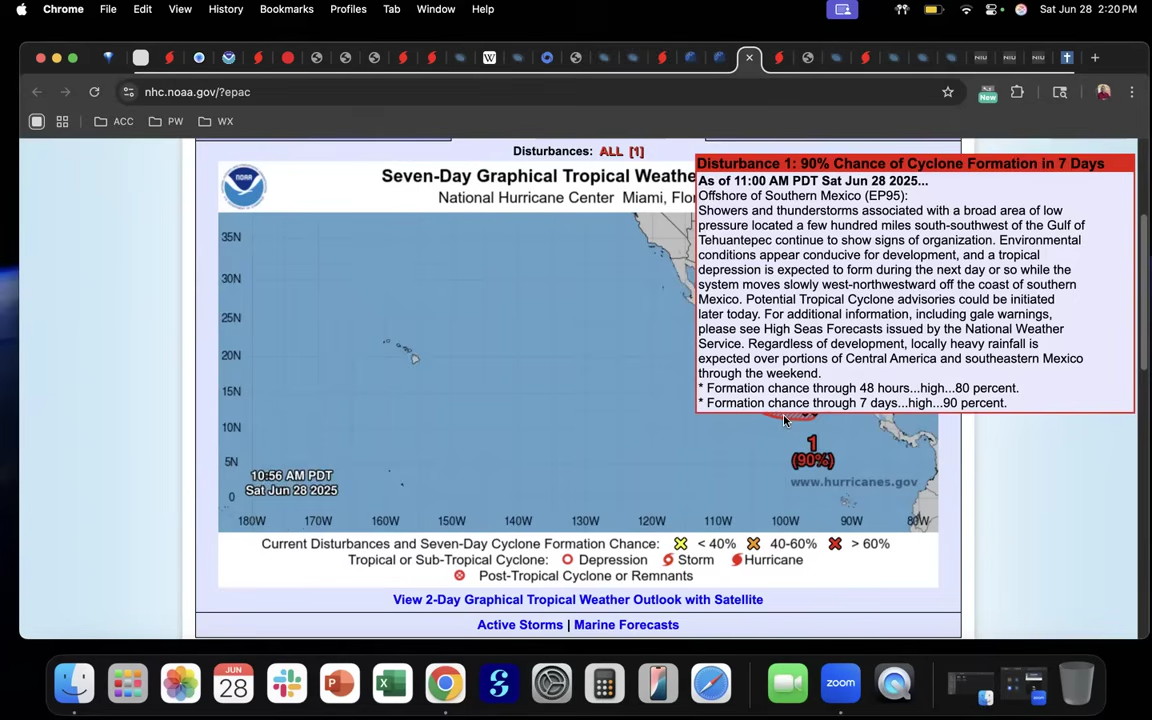 Chrome File Edit View History Bookmarks Profiles Tab Window Help Sat Jun 28 2:20 PM
nhc.noaa.gov/?epac
New
ACC PW WX
Disturbances: ALL [1]
Seven-Day Graphical Tropical Weathe
National Hurricane Center Miami, Flo
Disturbance 1: 90% Chance of Cyclone Formation in 7 Days
As of 11:00 AM PDT Sat Jun 28 2025...
Offshore of Southern Mexico (EP95):
Showers and thunderstorms associated with a broad area of low
pressure located a few hundred miles south-southwest of the Gulf of
Tehuantepec continue to show signs of organization. Environmental
conditions appear conducive for development, and a tropical
depression is expected to form during the next day or so while the
system moves slowly west-northwestward off the coast of southern
Mexico. Potential Tropical Cyclone advisories could be initiated
later today. For additional information, including gale warnings,
please see High Seas Forecasts issued by the National Weather
Service. Regardless of development, locally heavy rainfall is
expected over portions of Central America and southeastern Mexico
through the weekend.
* Formation chance through 48 hours...high...80 percent.
* Formation chance through 7 days...high...90 percent.
NOAA
35N
30N
25N
20N
15N
10N
5N
0
1
(90%)
10:56 AM PDT
Sat Jun 28 2025
www.hurricanes.gov
180W 170W 160W 150W 140W 130W 120W 110W 100W 90W 80W
Current Disturbances and Seven-Day Cyclone Formation Chance: < 40% 40-60% > 60%
Tropical or Sub-Tropical Cyclone: Depression Storm Hurricane
Post-Tropical Cyclone or Remnants
View 2-Day Graphical Tropical Weather Outlook with Satellite
Active Storms | Marine Forecasts
JUN
28
zoom